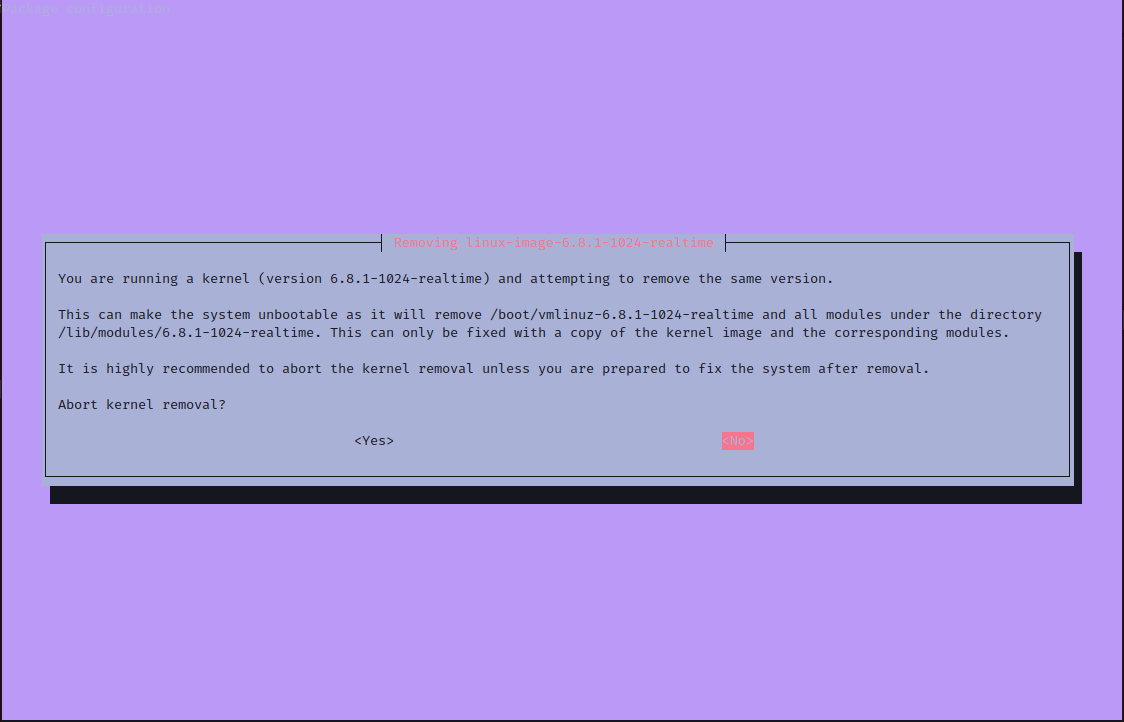 Package configuration
Removing linux-image-6.8.1-1024-realtime
You are running a kernel (version 6.8.1-1024-realtime) and attempting to remove the same version.
This can make the system unbootable as it will remove /boot/vmlinuz-6.8.1-1024-realtime and all modules under the directory
/lib/modules/6.8.1-1024-realtime. This can only be fixed with a copy of the kernel image and the corresponding modules.
It is highly recommended to abort the kernel removal unless you are prepared to fix the system after removal.
Abort kernel removal?
<Yes> <No>